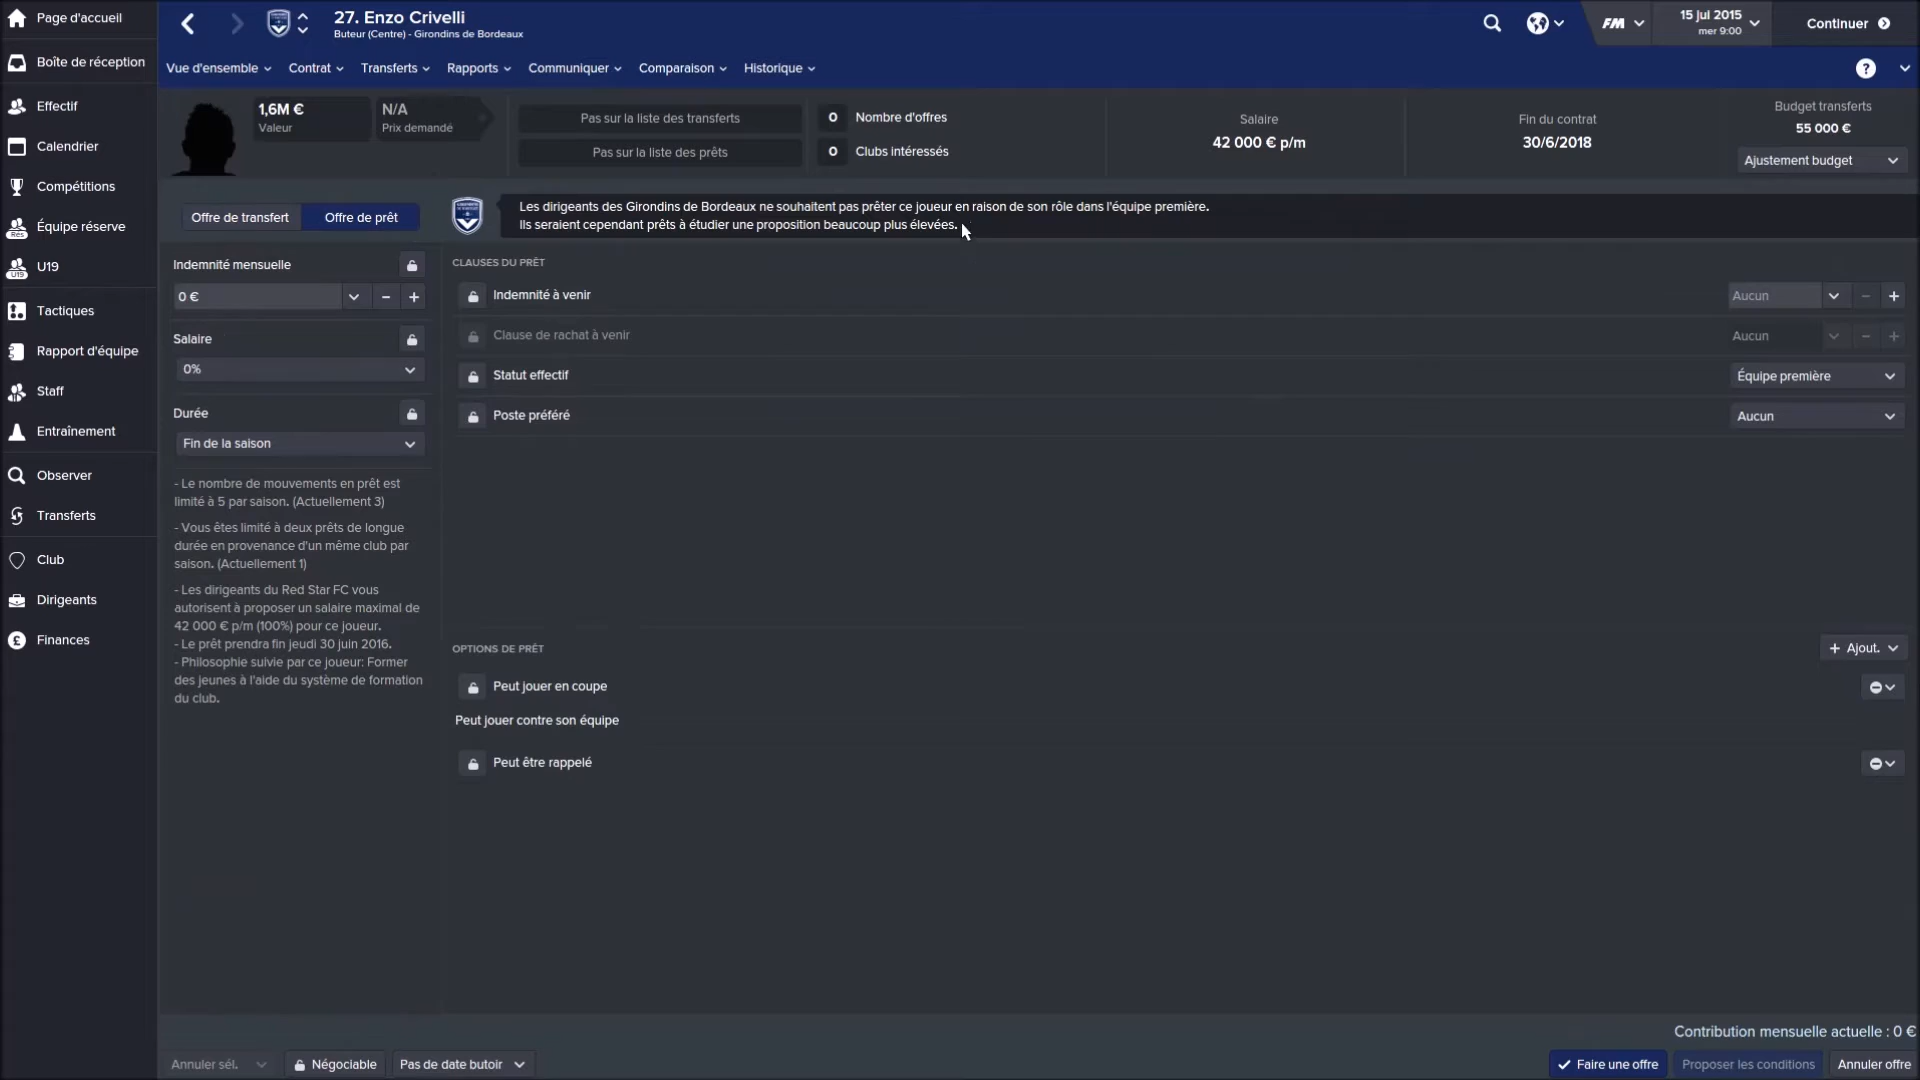 Page d'accueil
Boîte de réception
Effectif
Calendrier
Compétitions
Équipe réserve
U19
Tactiques
Rapport d'équipe
Staff
Entraînement
Observer
Transferts
Club
Dirigeants
Finances
27. Enzo Crivelli
Buteur (Centre) - Girondins de Bordeaux
FM
15 jul 2015
mer 9:00
Continuer
Vue d'ensemble
Contrat
Transferts
Rapports
Communiquer
Comparaison
Historique
?
1,6M €
Valeur
N/A
Prix demandé
Pas sur la liste des transferts
Pas sur la liste des prêts
0 Nombre d'offres
0 Clubs intéressés
Salaire
42 000 € p/m
Fin du contrat
30/6/2018
Budget transferts
55 000 €
Ajustement budget
Offre de transfert
Offre de prêt
Les dirigeants des Girondins de Bordeaux ne souhaitent pas prêter ce joueur en raison de son rôle dans l'équipe première.
Ils seraient cependant prêts à étudier une proposition beaucoup plus élevées.
Indemnité mensuelle
0 €
Salaire
0%
Durée
Fin de la saison
- Le nombre de mouvements en prêt est
limité à 5 par saison. (Actuellement 3)
- Vous êtes limité à deux prêts de longue
durée en provenance d'un même club par
saison. (Actuellement 1)
- Les dirigeants du Red Star FC vous
autorisent à proposer un salaire maximal de
42 000 € p/m (100%) pour ce joueur.
- Le prêt prendra fin jeudi 30 juin 2016.
- Philosophie suivie par ce joueur: Former
des jeunes à l'aide du système de formation
du club.
CLAUSES DU PRÊT
Indemnité à venir
Aucun
Clause de rachat à venir
Aucun
Statut effectif
Équipe première
Poste préféré
Aucun
OPTIONS DE PRÊT
+ Ajout.
Peut jouer en coupe
Peut jouer contre son équipe
Peut être rappelé
Contribution mensuelle actuelle : 0 €
Annuler sél.
Négociable
Pas de date butoir
Faire une offre
Proposer les conditions
Annuler offre